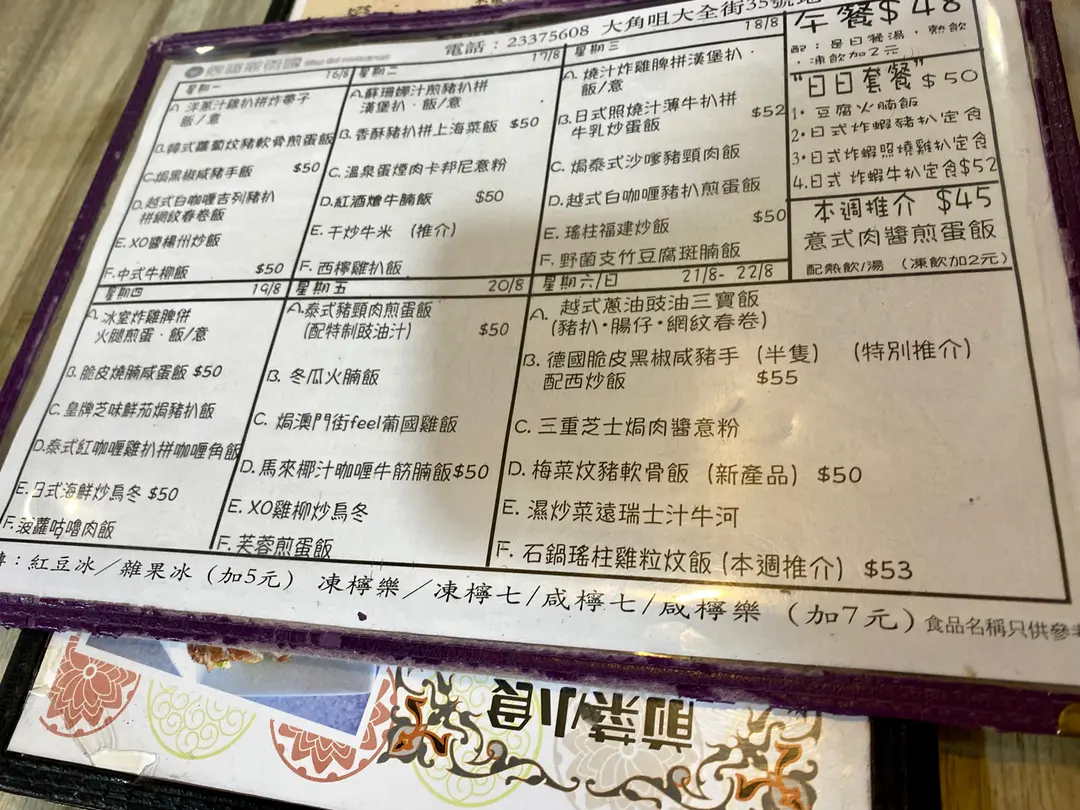 電話：23375608 大角咀大全街35號地
星期一 16/8
A 洋蔥汁雞扒拼炸帶子
飯/意
B.韓式蘿蔔炆豬軟骨煎蛋飯
C.焗黑椒咸豬手飯 $50
D.越式白咖喱吉列豬扒
拼網紋春卷飯
E.XO醬楊州炒飯
F.中式牛柳飯 $50
星期二 17/8
A.蘇珊娜汁煎豬扒拼
漢堡扒．飯/意
B.香酥豬扒拼上海菜飯 $50
C.溫泉蛋煙肉卡邦尼意粉
D.紅酒燴牛腩飯 $50
E.干炒牛米 （推介）
F.西檸雞扒飯
星期三 18/8
A.燒汁炸雞髀拼漢堡扒．
飯/意
B.日式照燒汁薄牛扒拼
牛乳炒蛋飯 $52
C.焗泰式沙嗲豬頸肉飯
D.越式白咖喱豬扒煎蛋飯
E.瑤柱福建炒飯 $50
F.野菌支竹豆腐斑腩飯
午餐$48
配：是日餐湯，熱飲
，凍飲加2元）
"日日套餐" $50
1．豆腐火腩飯
2．日式炸蝦豬扒定食
3．日式炸蝦照燒雞扒定食
4.日式 炸蝦牛扒定食$52
本週推介 $45
意式肉醬煎蛋飯
配熱飲/湯 （凍飲加2元）
星期四 19/8
A.冰室炸雞髀併
火腿煎蛋．飯/意
B.脆皮燒腩咸蛋飯 $50
C.皇牌芝味鮮茄焗豬扒飯
D.泰式紅咖喱雞扒拼咖喱角飯
E.日式海鮮炒烏冬 $50
F.菠蘿咕嚕肉飯
星期五 20/8
A.泰式豬頸肉煎蛋飯
（配特制豉油汁） $50
B.冬瓜火腩飯
C.焗澳門街feel葡國雞飯
D.馬來椰汁咖喱牛筋腩飯$50
E.XO雞柳炒烏冬
F.芙蓉煎蛋飯
星期六/日 21/8- 22/8
A.越式蔥油豉油三寶飯
（豬扒・腸仔・網紋春卷）
B.德國脆皮黑椒咸豬手（半隻） （特別推介）
配西炒飯 $55
C.三重芝士焗肉醬意粉
D.梅菜炆豬軟骨飯（新產品） $50
E.濕炒菜遠瑞士汁牛河
F.石鍋瑤柱雞粒炆飯（本週推介） $53
：紅豆冰／雜果冰（加5元） 凍檸樂／凍檸七/咸檸七/咸檸樂 （加7元）食品名稱只供參考
煎菜小食